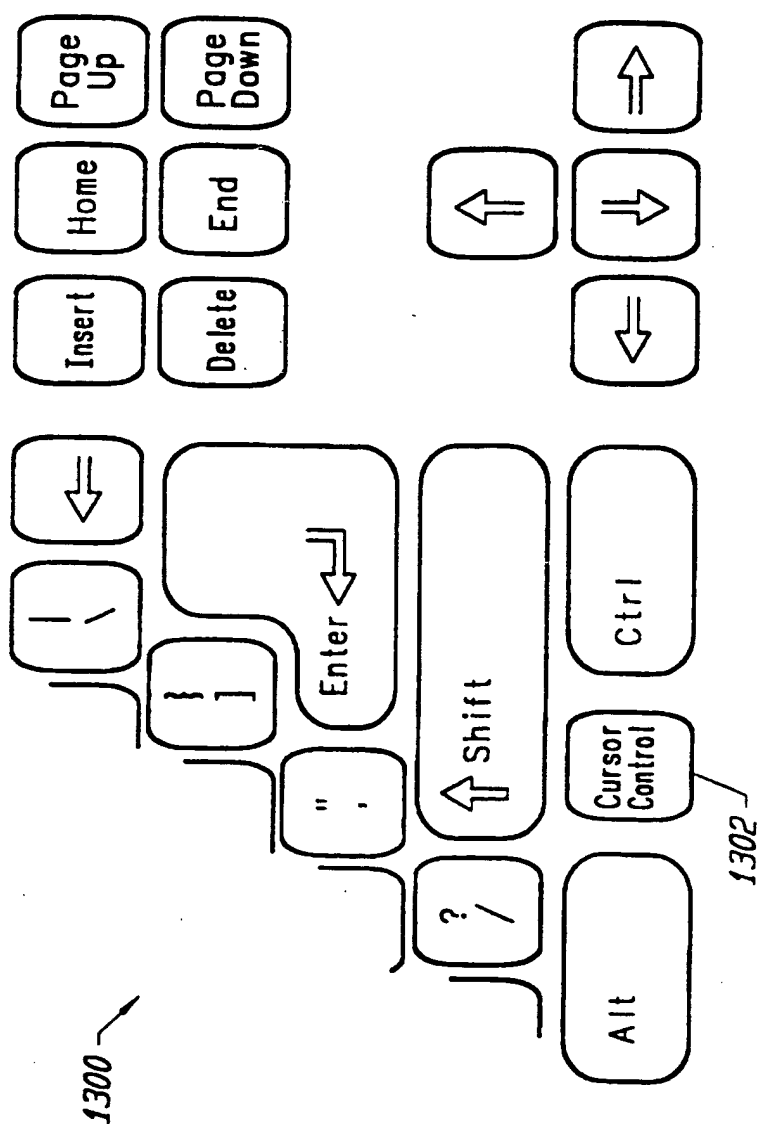 1300
|
\
Insert
Home
Page
Up
}
]
Delete
End
Page
Down
"
,
Enter
?
/
Shift
Alt
Cursor
Control
Ctrl
1302